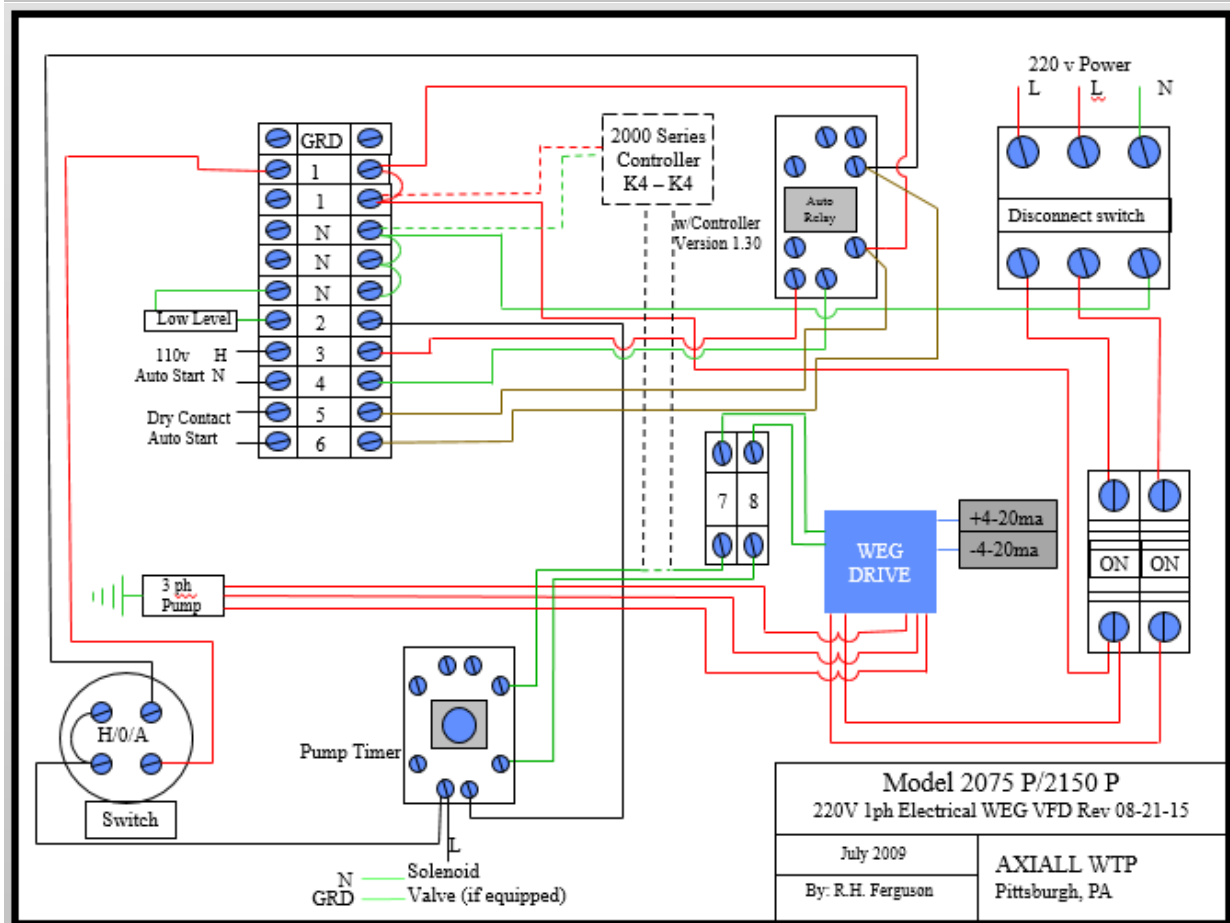 220 v Power
L L N
GRD
1
1
N
N
N
2
3
4
5
6
Low Level
110v H
Auto Start N
Dry Contact
Auto Start
2000 Series
Controller
K4 – K4
w/Controller
Version 1.30
Auto
Relay
Disconnect switch
7 8
WEG
DRIVE
+4-20ma
-4-20ma
ON ON
3 ph
Pump
H/0/A
Switch
Pump Timer
L
N Solenoid
GRD Valve (if equipped)
Model 2075 P/2150 P
220V 1ph Electrical WEG VFD Rev 08-21-15
July 2009
By: R.H. Ferguson
AXIALL WTP
Pittsburgh, PA